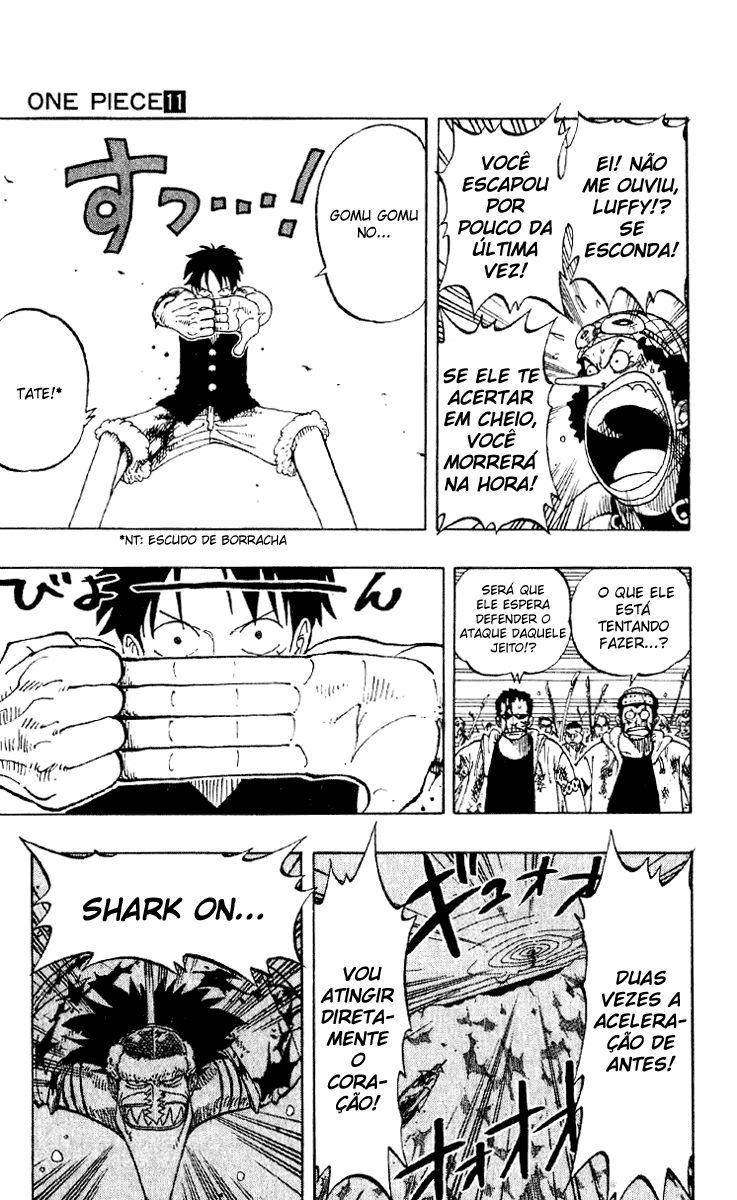 ONE PIECE 11
EI! NÃO
ME OUVIU,
LUFFY!?
SE
ESCONDA!
VOCÊ
ESCAPOU
POR
POUCO DA
ÚLTIMA
VEZ!
SE ELE TE
ACERTAR
EM CHEIO,
VOCÊ
MORRERÁ
NA HORA!
GOMU GOMU
NO...
すっ…!
TATE!*
*NT: ESCUDO DE BORRACHA
O QUE ELE
ESTÁ
TENTANDO
FAZER...?
SERÁ QUE
ELE ESPERA
DEFENDER O
ATAQUE DAQUELE
JEITO!?
びょーーん
DUAS
VEZES A
ACELERA-
ÇÃO DE
ANTES!
ギュオオ
VOU
ATINGIR
DIRETA-
MENTE
O
CORA-
ÇÃO!
オオオ
SHARK ON...